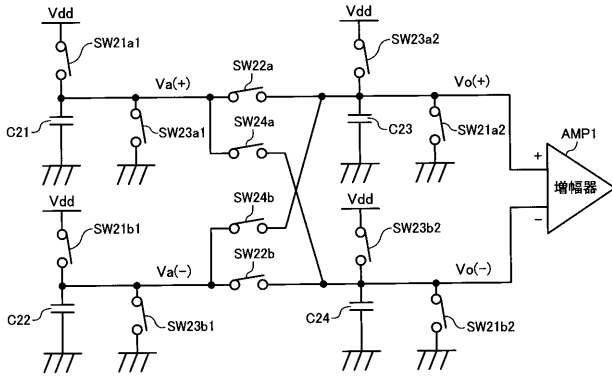 Vdd
SW21a1
Va(+)
C21
SW23a1
SW22a
SW24a
Vdd
SW23a2
Vo(+)
C23
SW21a2
AMP1
+
増幅器
−
Vdd
SW21b1
Va(−)
C22
SW23b1
SW24b
SW22b
Vdd
SW23b2
Vo(−)
C24
SW21b2